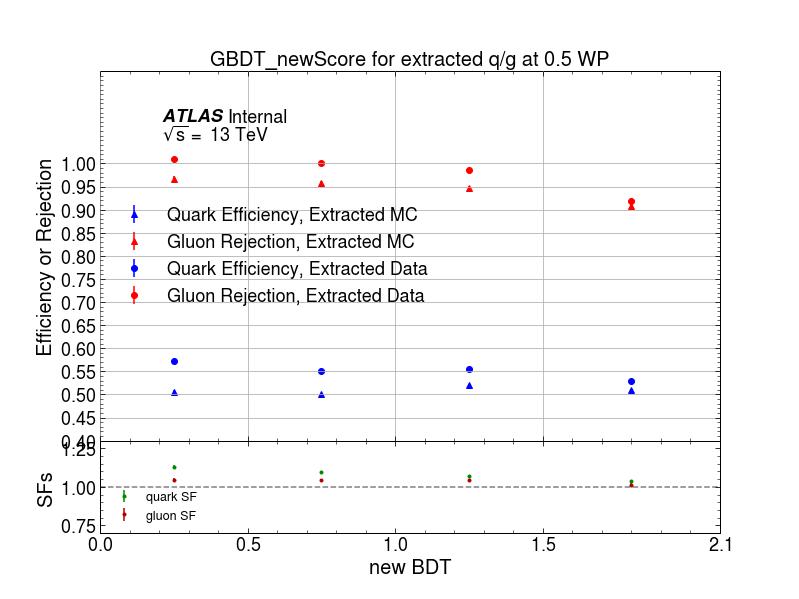 GBDT_newScore for extracted q/g at 0.5 WP
ATLAS Internal
√s = 13 TeV
Efficiency or Rejection
1.00
0.95
0.90
0.85
0.80
0.75
0.70
0.65
0.60
0.55
0.50
0.45
0.40
Quark Efficiency, Extracted MC
Gluon Rejection, Extracted MC
Quark Efficiency, Extracted Data
Gluon Rejection, Extracted Data
SFs
1.25
1.00
0.75
quark SF
gluon SF
0.0 0.5 1.0 1.5 2.1
new BDT